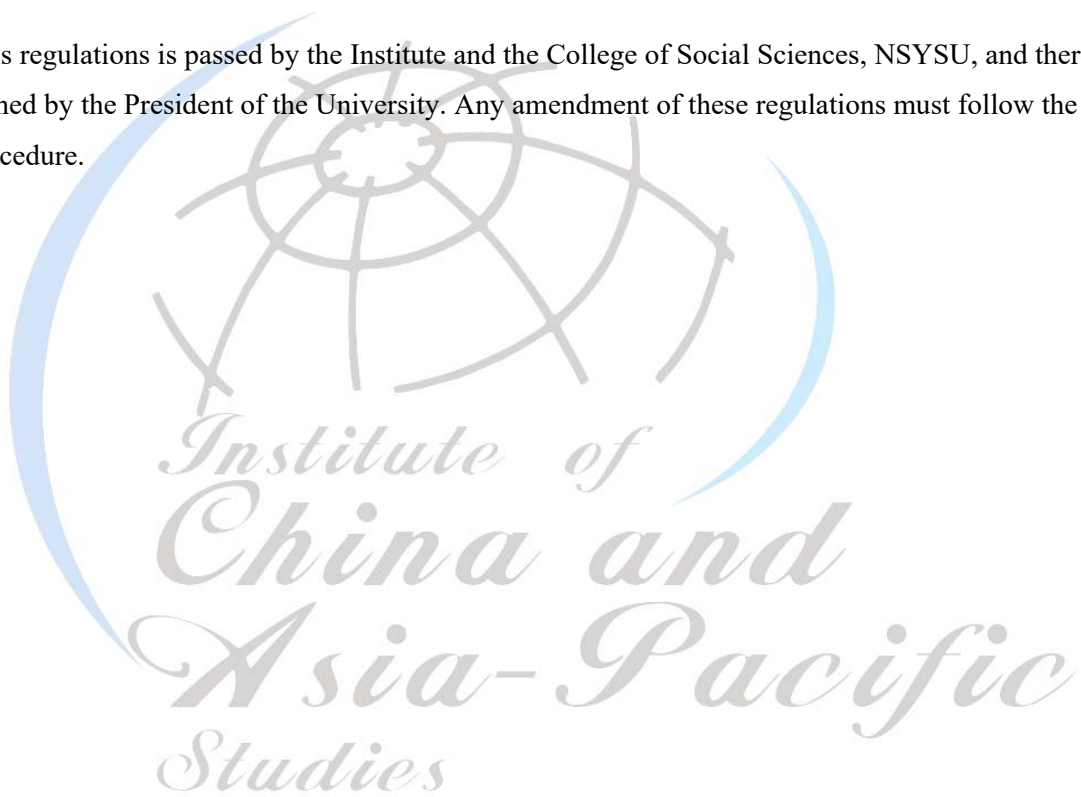 s regulations is passed by the Institute and the College of Social Sciences, NSYSU, and ther
ned by the President of the University. Any amendment of these regulations must follow the
cedure.
Institute of
China and
Asia-Pacific
Studies